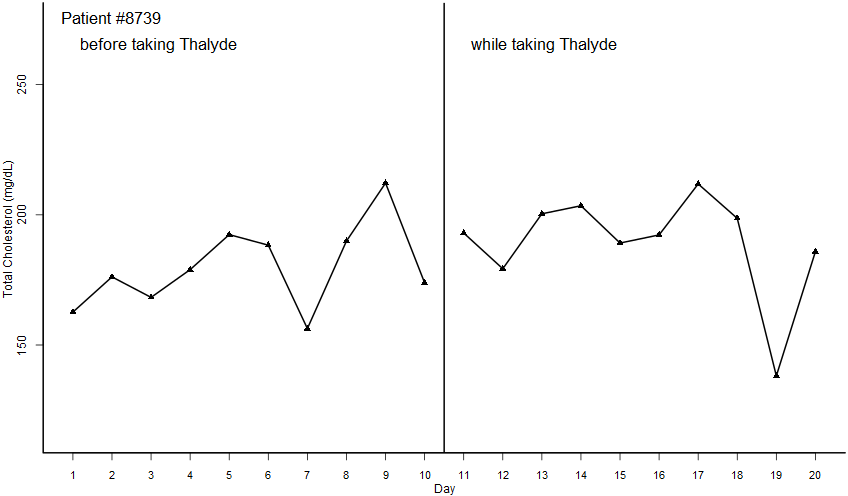 Patient #8739
before taking Thalyde
while taking Thalyde
Total Cholesterol (mg/dL)
250
200
150
1 2 3 4 5 6 7 8 9 10 11 12 13 14 15 16 17 18 19 20
Day